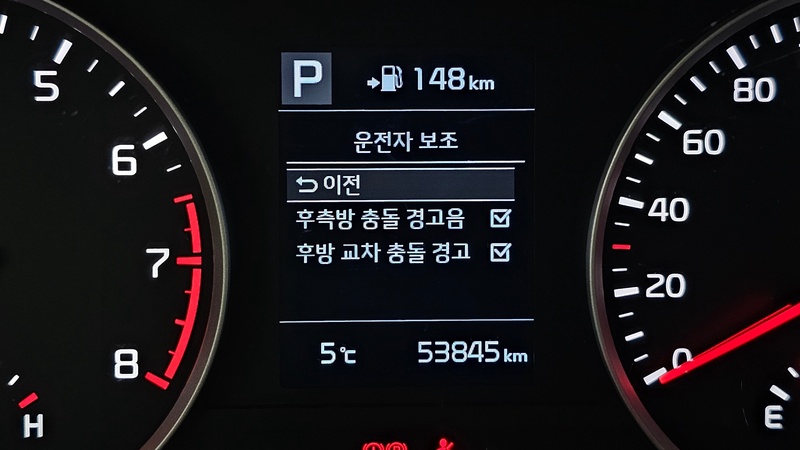 P 148 km
운전자 보조
이전
후측방 충돌 경고음
후방 교차 충돌 경고
5℃ 53845 km
5
6
7
8
H
80
60
40
20
0
E